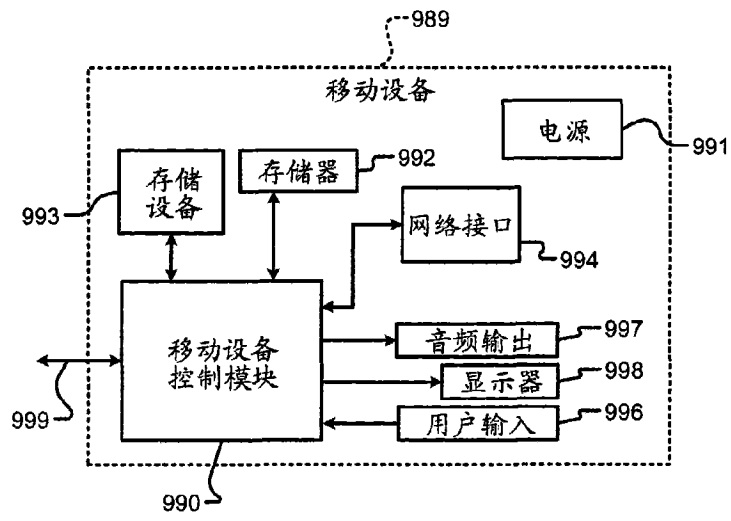 989
移动设备
电源
991
存储器
992
存储
设备
993
网络接口
994
移动设备
控制模块
音频输出
997
显示器
998
用户输入
996
999
990